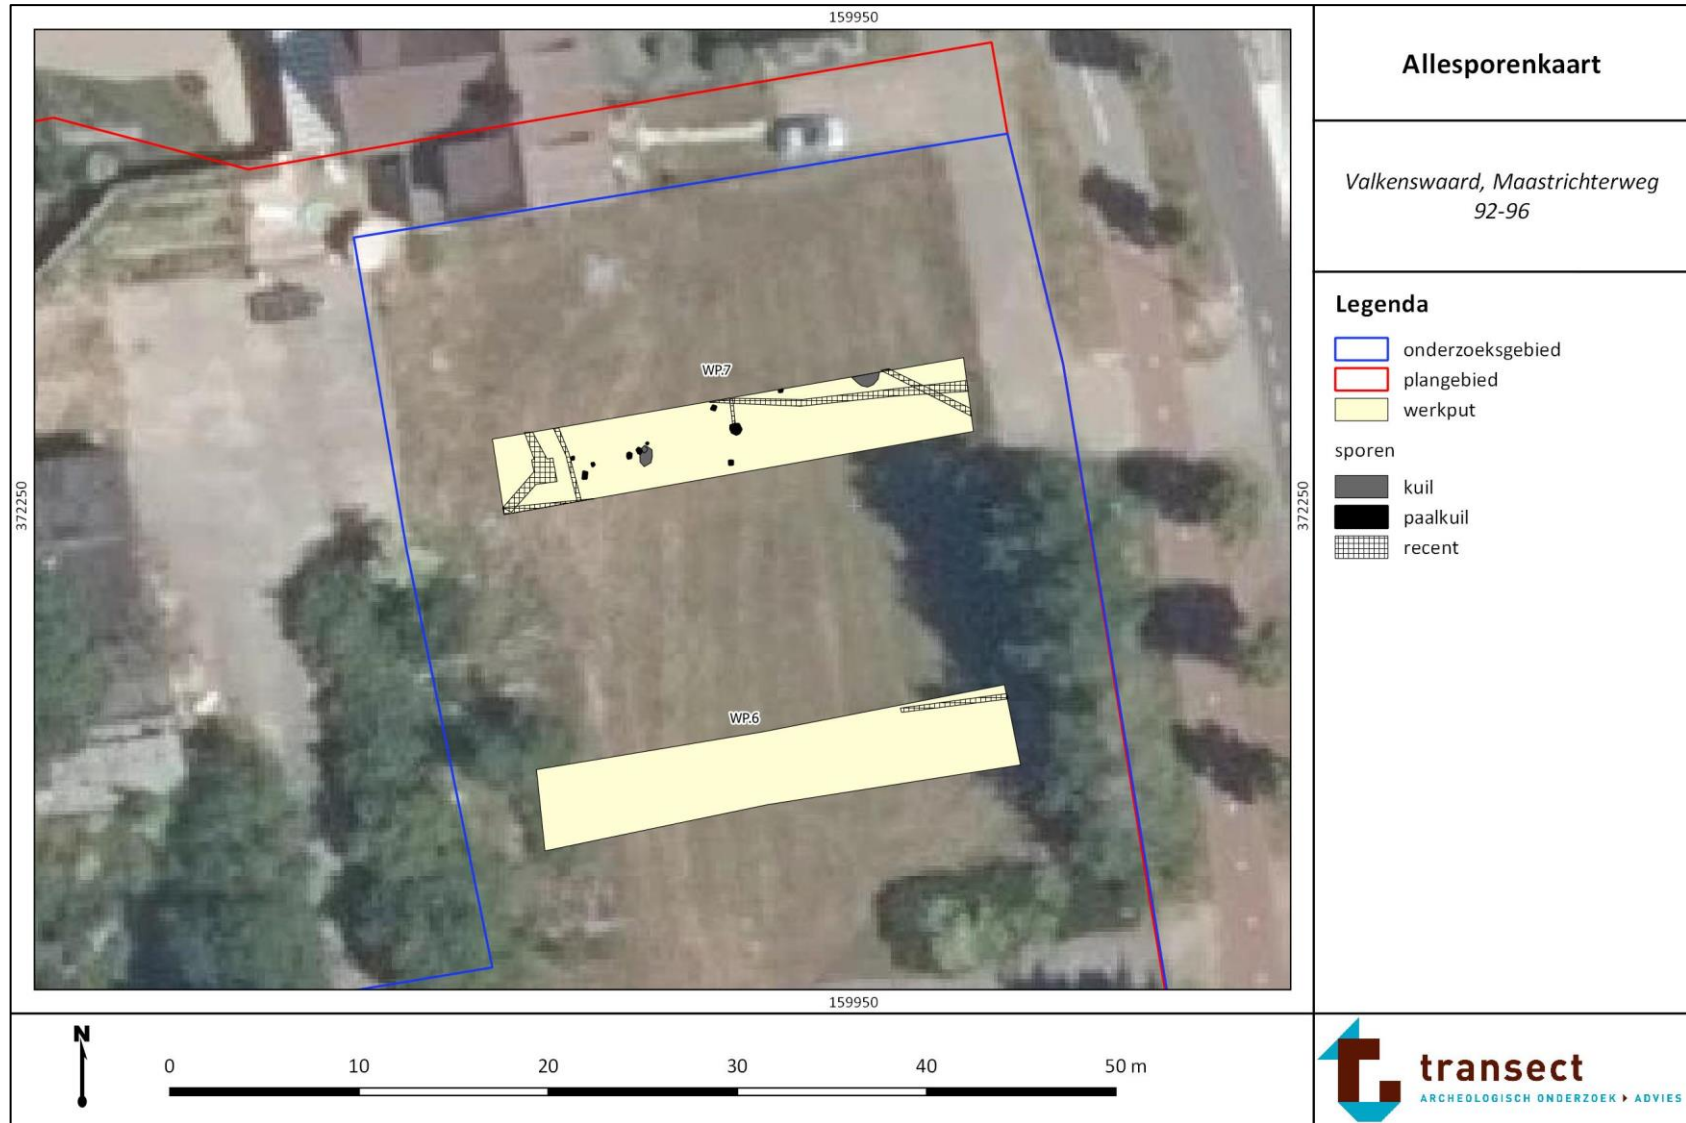 159950
Allesporenkaart
Valkenswaard, Maastrichterweg
92-96
Legenda
onderzoeksgebied
plangebied
werkput
sporen
kuil
paalkuil
recent
WP.7
372250
372250
WP.6
159950
N
0 10 20 30 40 50 m
transect
ARCHEOLOGISCH ONDERZOEK ▸ ADVIES